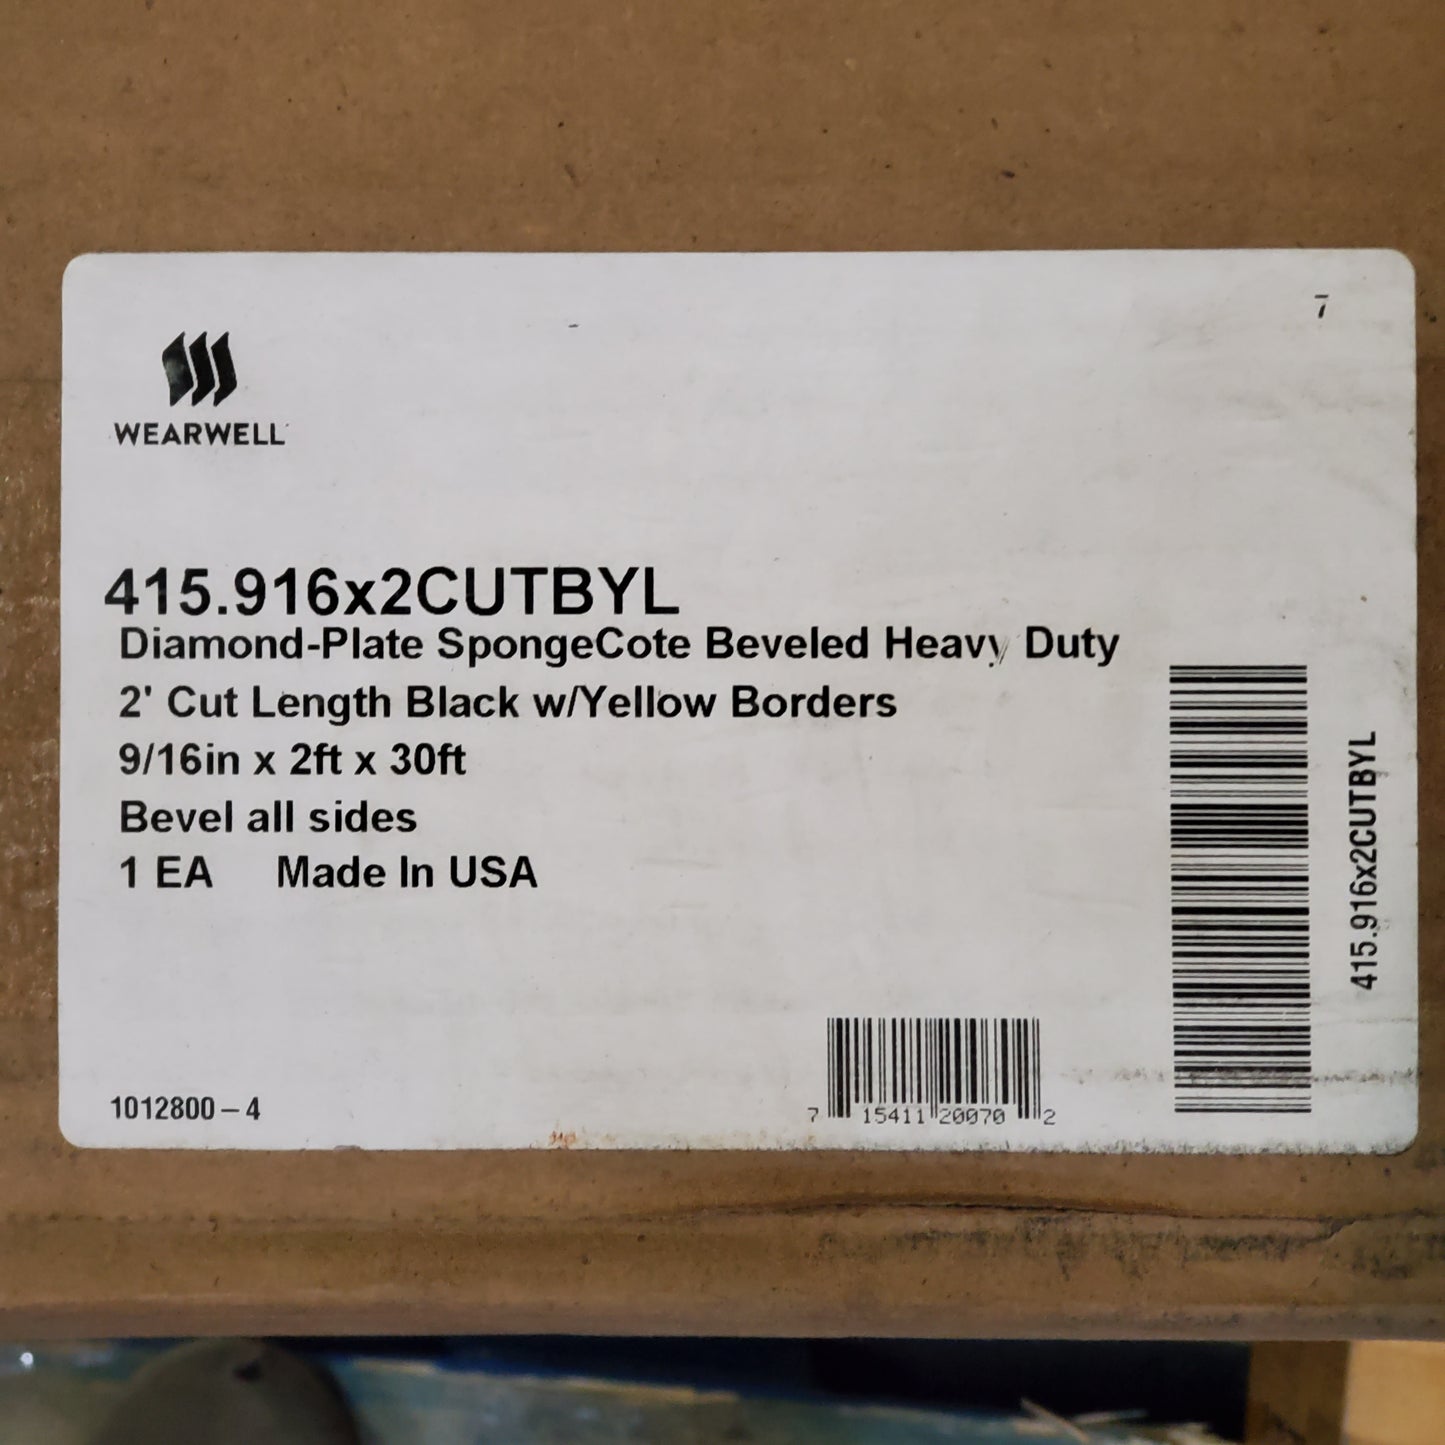 7
WEARWELL
415.916x2CUTBYL
Diamond-Plate SpongeCote Beveled Heavy Duty
2' Cut Length Black w/Yellow Borders
9/16in x 2ft x 30ft
Bevel all sides
1 EA Made In USA
415.916x2CUTBYL
1012800-4
7 15411 20070 2